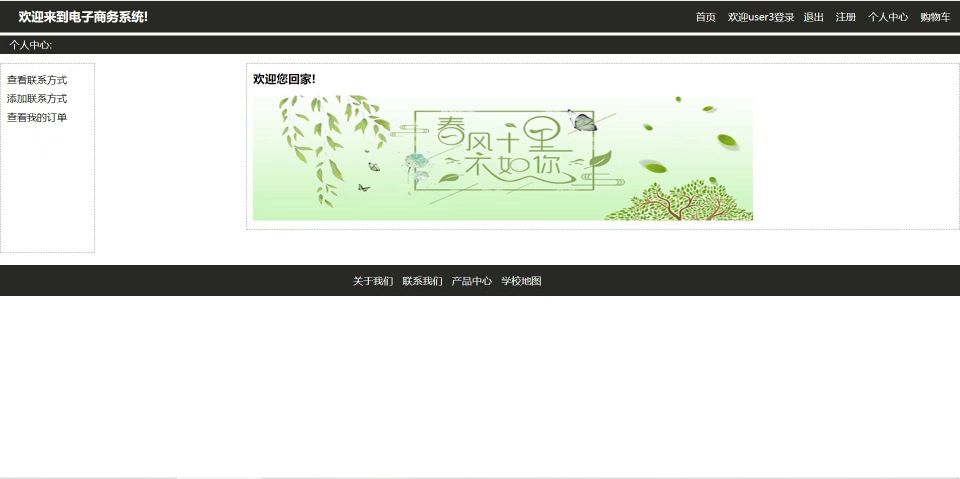 欢迎来到电子商务系统!
首页 欢迎user3登录 退出 注册 个人中心 购物车
个人中心:
查看联系方式
添加联系方式
查看我的订单
欢迎您回家!
春风十里
不如你
关于我们 联系我们 产品中心 学校地图